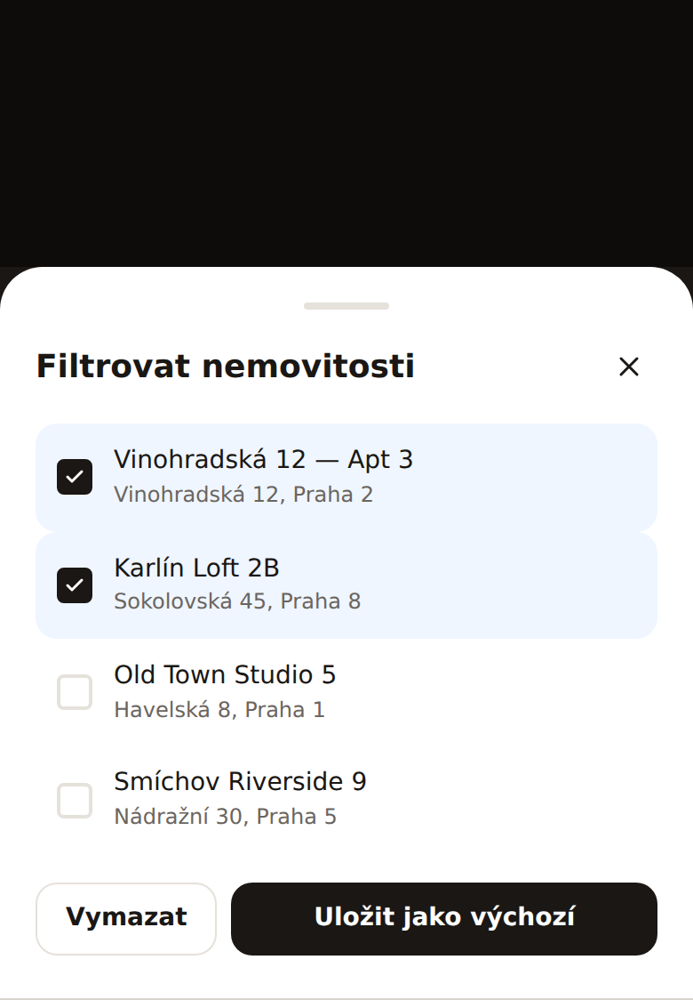 Filtrovat nemovitosti
Vinohradská 12 — Apt 3
Vinohradská 12, Praha 2
Karlín Loft 2B
Sokolovská 45, Praha 8
Old Town Studio 5
Havelská 8, Praha 1
Smíchov Riverside 9
Nádražní 30, Praha 5
Vymazat
Uložit jako výchozí